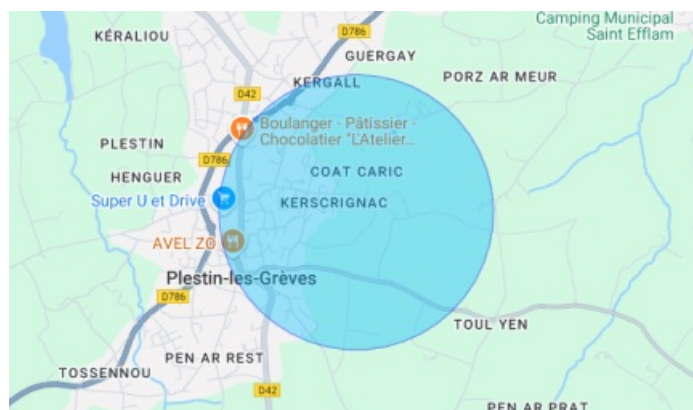 Camping Municipal
Saint Efflam
KÉRALIOU
D786
GUERGAY
KERGALL
PORZ AR MEUR
D42
Boulanger - Pâtissier -
Chocolatier "L'Atelier...
PLESTIN
D786
HENGUER
COAT CARIC
Super U et Drive
KERSCRIGNAC
AVEL ZO
Plestin-les-Grèves
D786
TOUL YEN
PEN AR REST
TOSSENNOU
D42
PEN AR PRAT